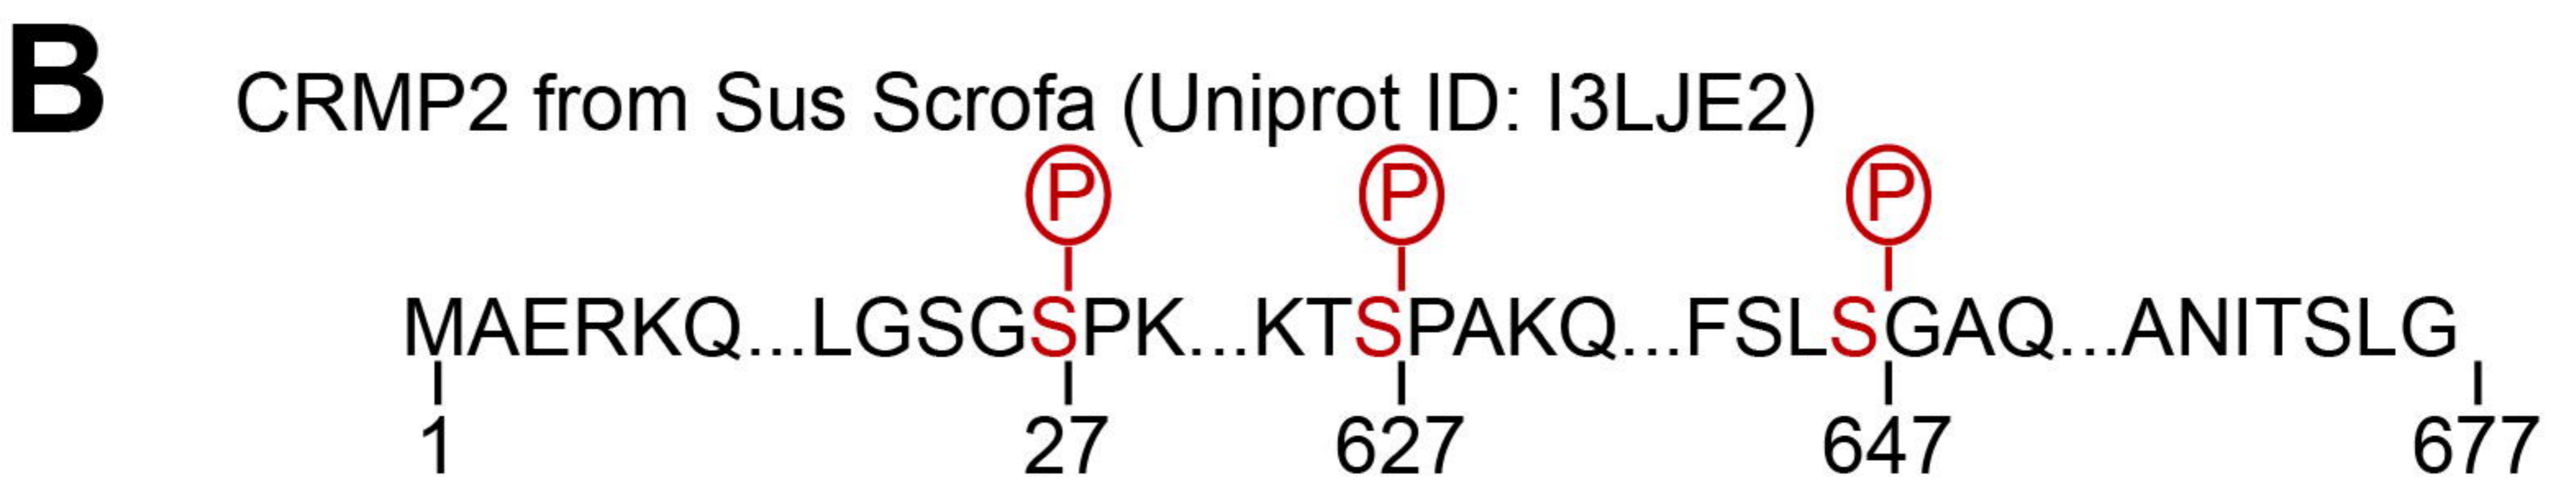 B
CRMP2 from Sus Scrofa (Uniprot ID: I3LJE2)
P P P
MAERKQ...LGSGSPK...KTSPAKQ...FSLSGAQ...ANITSLG
1 27 627 647 677